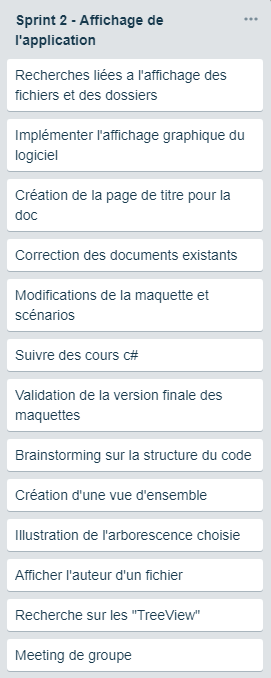 Sprint 2 - Affichage de
l'application
Recherches liées a l'affichage des
fichiers et des dossiers
Implémenter l'affichage graphique du
logiciel
Création de la page de titre pour la
doc
Correction des documents existants
Modifications de la maquette et
scénarios
Suivre des cours c#
Validation de la version finale des
maquettes
Brainstorming sur la structure du code
Création d'une vue d'ensemble
Illustration de l'arborescence choisie
Afficher l'auteur d'un fichier
Recherche sur les "TreeView"
Meeting de groupe